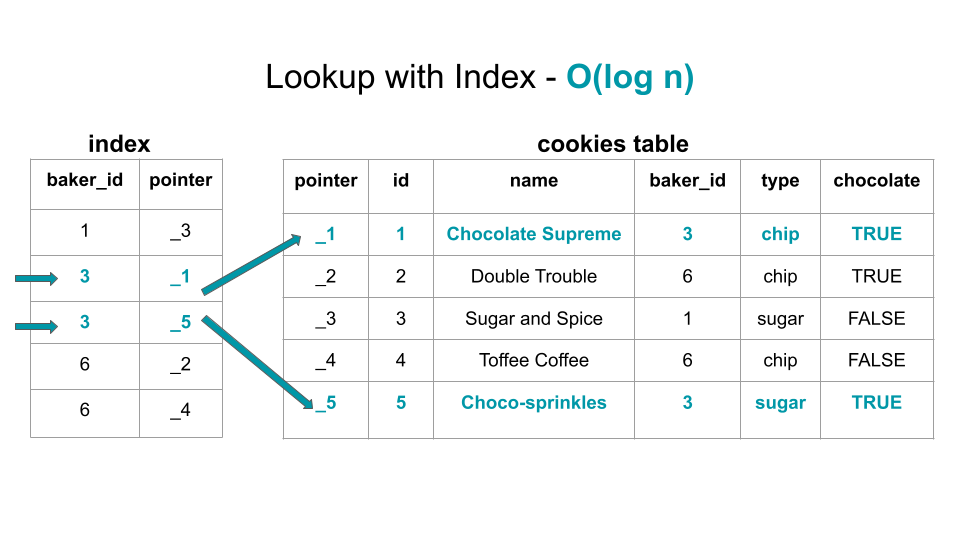 Lookup with Index - O(log n)
index
baker_id pointer
1 _3
3 _1
3 _5
6 _2
6 _4
cookies table
pointer id name baker_id type chocolate
_1 1 Chocolate Supreme 3 chip TRUE
_2 2 Double Trouble 6 chip TRUE
_3 3 Sugar and Spice 1 sugar FALSE
_4 4 Toffee Coffee 6 chip FALSE
_5 5 Choco-sprinkles 3 sugar TRUE